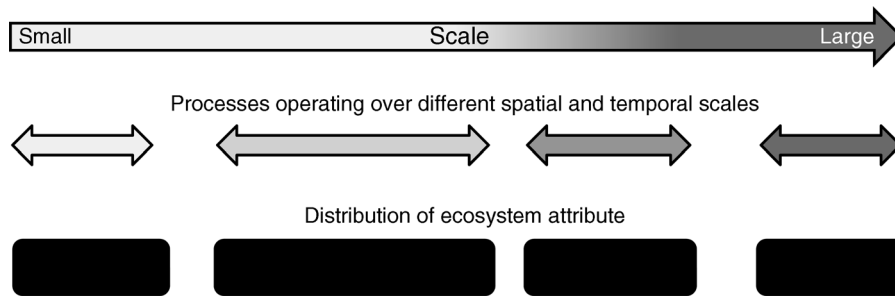 Small Scale Large
Processes operating over different spatial and temporal scales
Distribution of ecosystem attribute